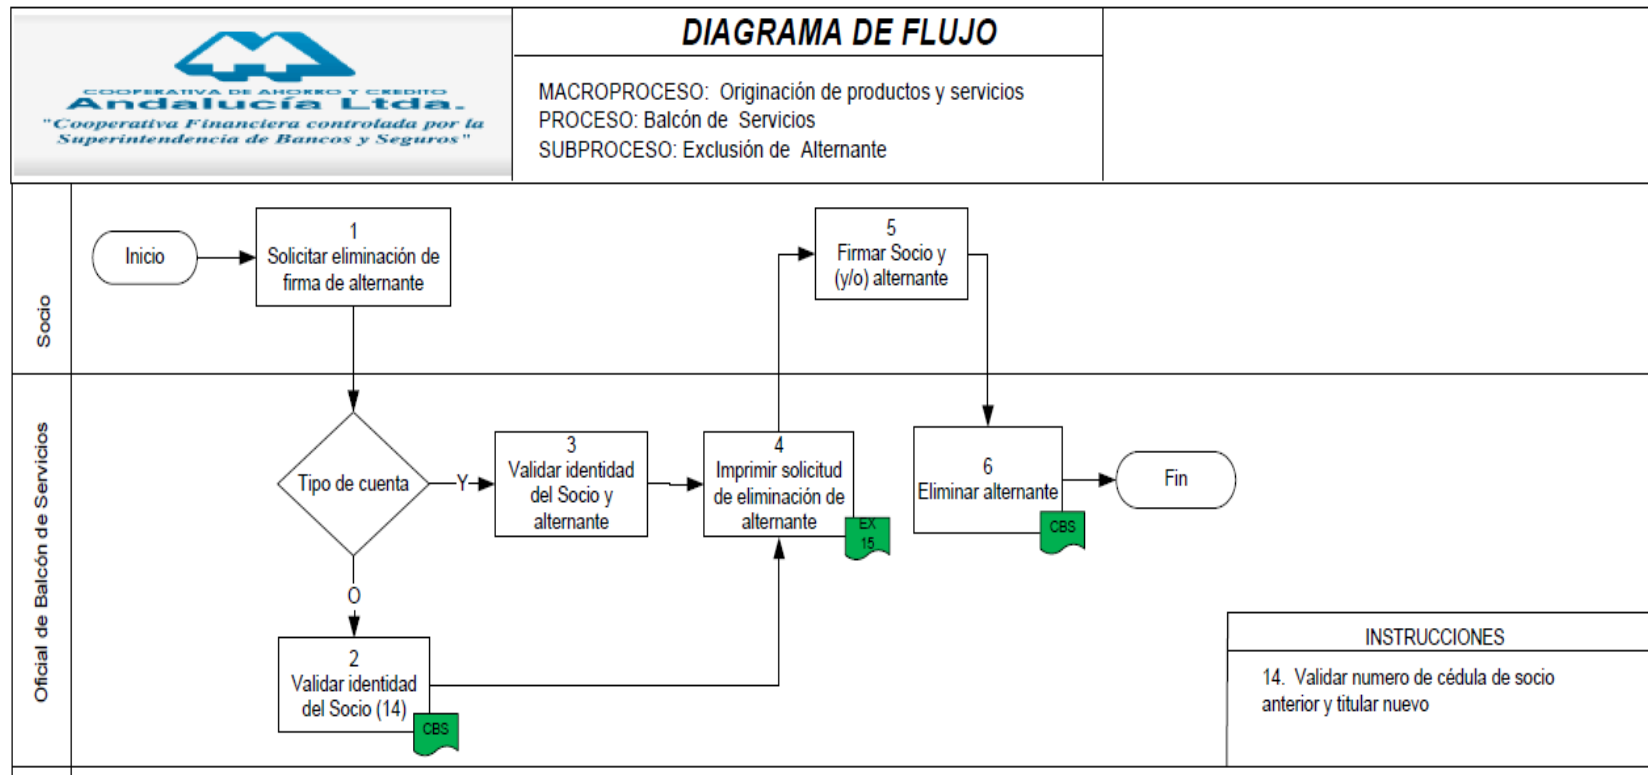 COOPERATIVA DE AHORRO Y CREDITO
Andalucía Ltda.
"Cooperativa Financiera controlada por la
Superintendencia de Bancos y Seguros"
DIAGRAMA DE FLUJO
MACROPROCESO: Originación de productos y servicios
PROCESO: Balcón de Servicios
SUBPROCESO: Exclusión de Alternante
Socio
Inicio
1
Solicitar eliminación de
firma de alternante
5
Firmar Socio y
(y/o) alternante
Oficial de Balcón de Servicios
Tipo de cuenta
Y
O
3
Validar identidad
del Socio y
alternante
4
Imprimir solicitud
de eliminación de
alternante
EX
15
6
Eliminar alternante
CBS
Fin
2
Validar identidad
del Socio (14)
CBS
INSTRUCCIONES
14. Validar numero de cédula de socio
anterior y titular nuevo